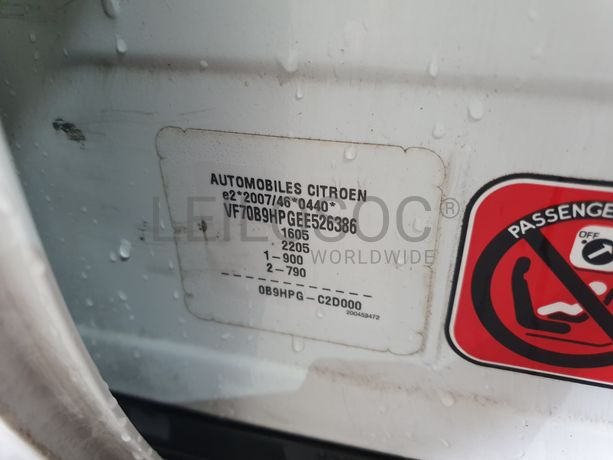 AUTOMOBILES CITROEN
e2*2007/46*0440*
VF70B9HPGEE526386
1605
2205
1-900
2-790
0B9HPG-C2D000
200459472
LEILOSOC®
WORLDWIDE
PASSENGE
OFF